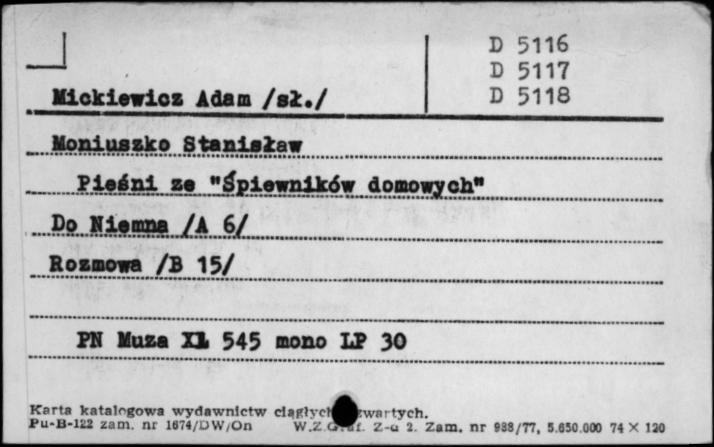 D 5116
D 5117
D 5118
Mickiewicz Adam /sł./
Moniuszko Stanisław
Pieśni ze "Śpiewników domowych"
Do Niemna /A 6/
Rozmowa /B 15/
PN Muza XL 545 mono LP 30
Karta katalogowa wydawnictw ciągłych
Pu-B-122 zam. nr 1674/DW/On W.Z.Graf. Z-d 2. Zam. nr 988/77, 5.650.000 74 X 120